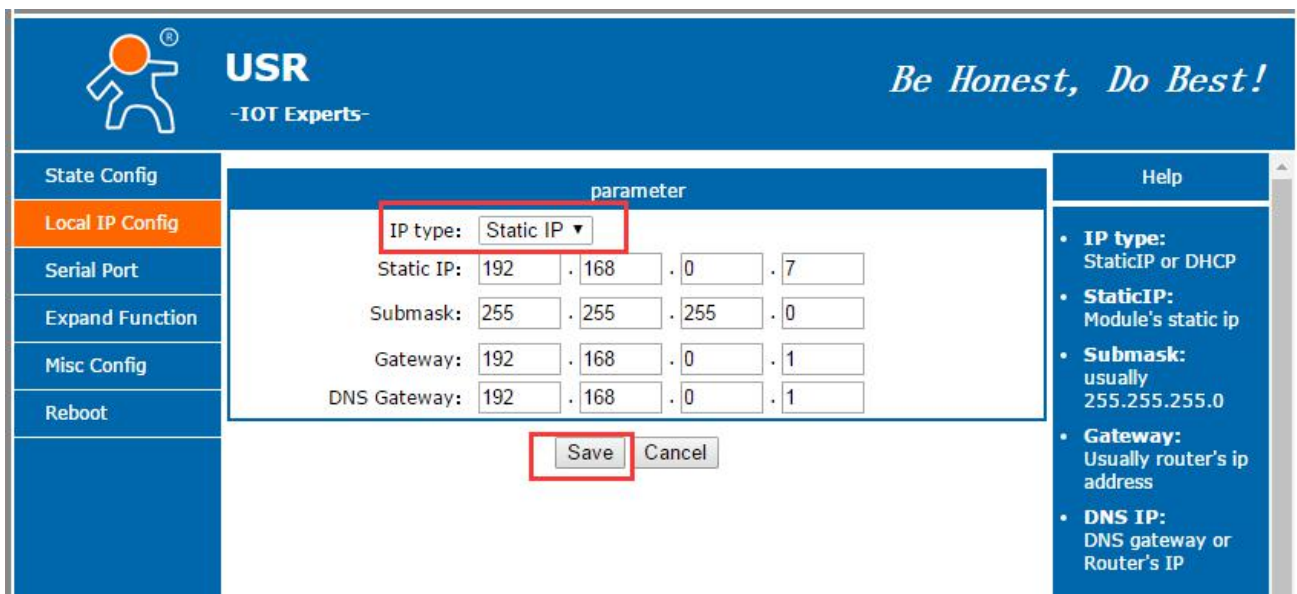 ®
USR
-IOT Experts-
Be Honest, Do Best!
State Config
Local IP Config
Serial Port
Expand Function
Misc Config
Reboot
parameter
IP type: Static IP ▼
Static IP: 192 . 168 . 0 . 7
Submask: 255 . 255 . 255 . 0
Gateway: 192 . 168 . 0 . 1
DNS Gateway: 192 . 168 . 0 . 1
Save Cancel
Help
• IP type:
StaticIP or DHCP
• StaticIP:
Module's static ip
• Submask:
usually
255.255.255.0
• Gateway:
Usually router's ip
address
• DNS IP:
DNS gateway or
Router's IP